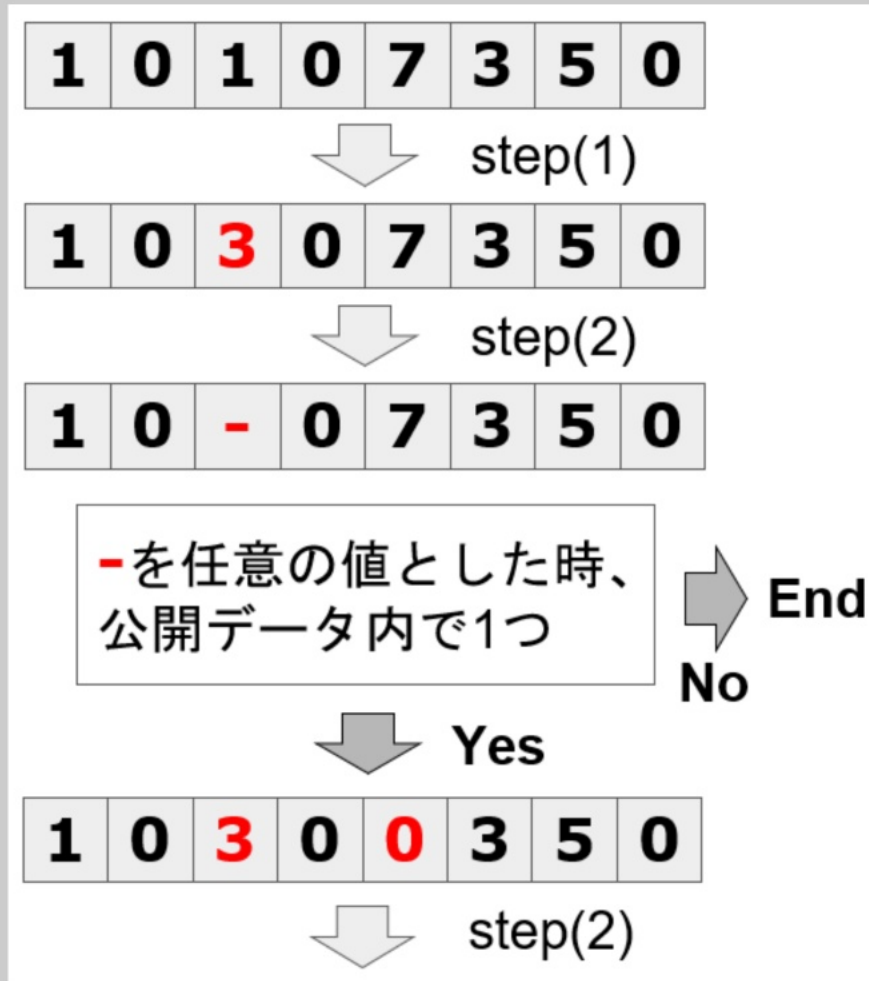 1 0 1 0 7 3 5 0
step(1)
1 0 3 0 7 3 5 0
step(2)
1 0 - 0 7 3 5 0
-を任意の値とした時、
公開データ内で1つ
End
No
Yes
1 0 3 0 0 3 5 0
step(2)